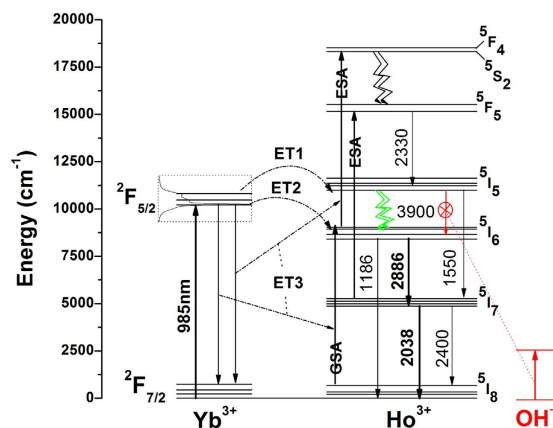 20000
17500
15000
12500
10000
7500
5000
2500
0
Energy (cm⁻¹)
²F₅/₂
²F₇/₂
985nm
Yb³⁺
ET1
ET2
ET3
ESA
ESA
GSA
2330
3900
1186
2886
1550
2038
2400
⁵F₄
⁵S₂
⁵F₅
⁵I₅
⁵I₆
⁵I₇
⁵I₈
Ho³⁺
OH⁻